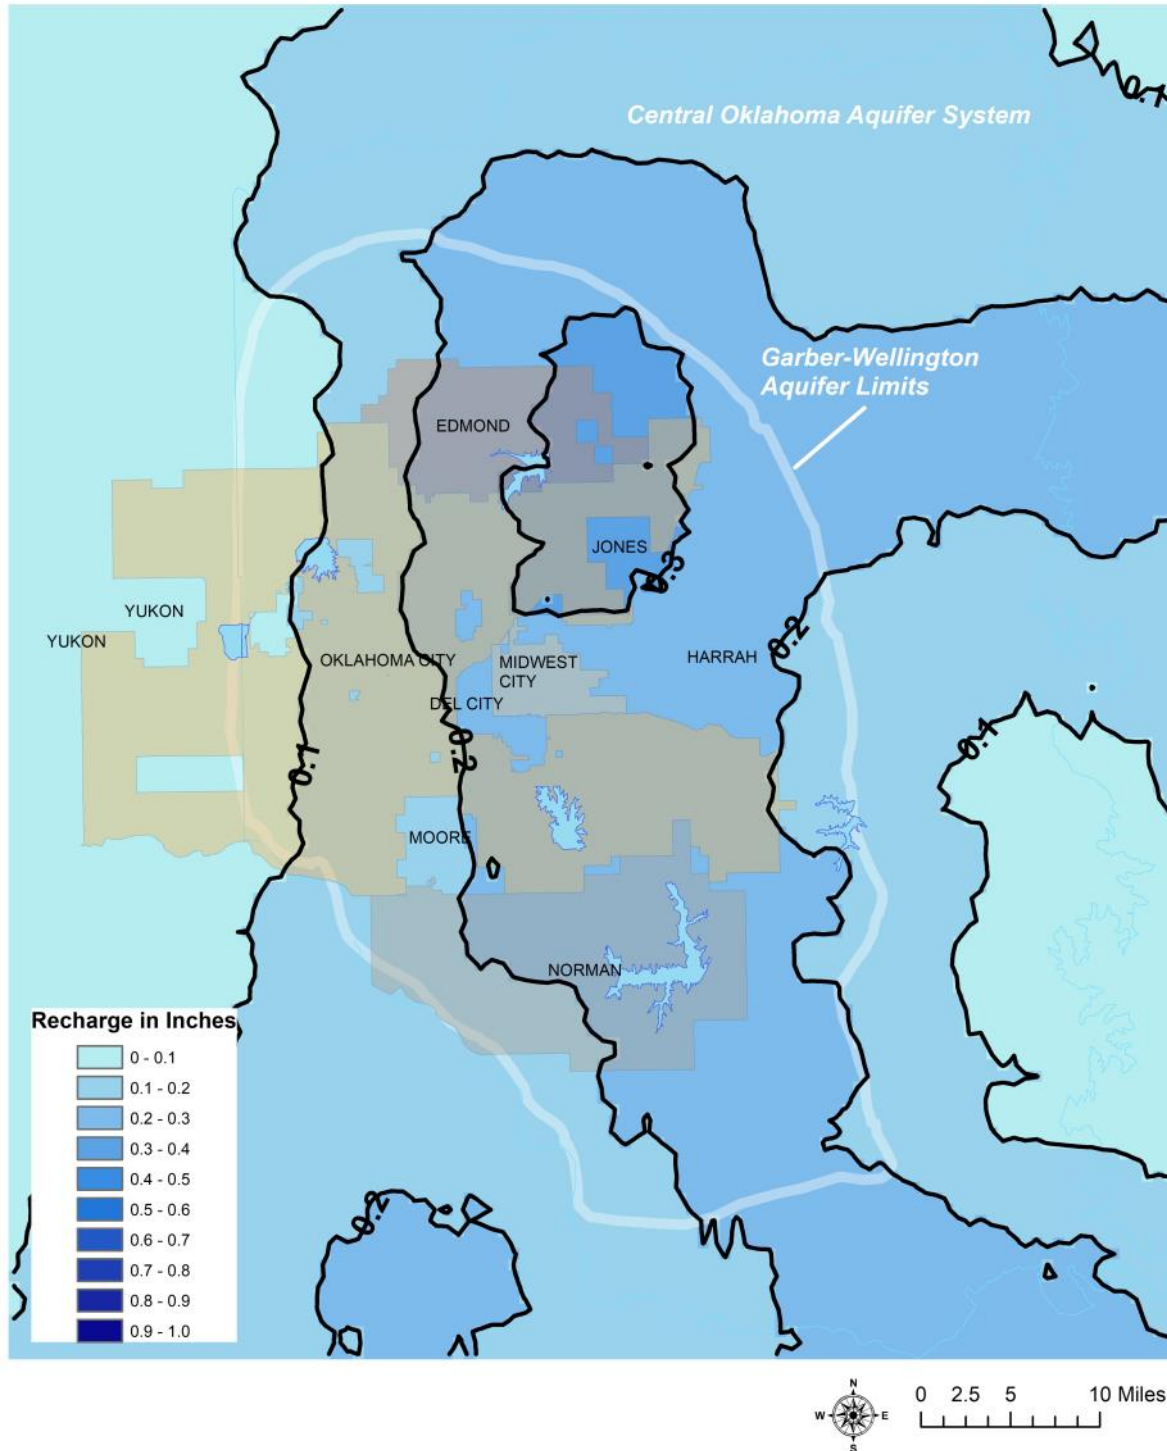 0.1
Central Oklahoma Aquifer System
Garber-Wellington
Aquifer Limits
EDMOND
JONES
0.3
YUKON
YUKON
OKLAHOMA CITY
MIDWEST
CITY
HARRAH
0.2
DEL CITY
0.1
0.2
0.1
MOORE
NORMAN
0.2
Recharge in Inches
0 - 0.1
0.1 - 0.2
0.2 - 0.3
0.3 - 0.4
0.4 - 0.5
0.5 - 0.6
0.6 - 0.7
0.7 - 0.8
0.8 - 0.9
0.9 - 1.0
N
W E
S
0 2.5 5 10 Miles